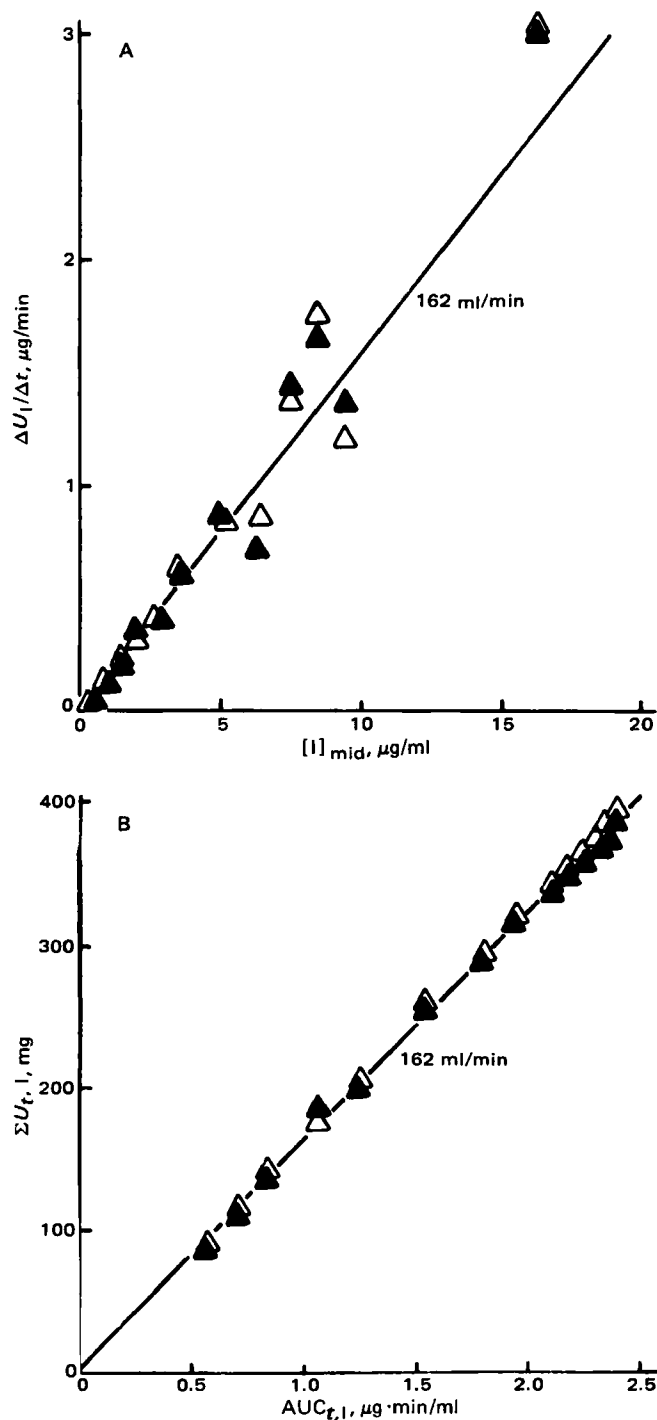 A
3
2
1
0
ΔU_I/Δt, μg/min
162 ml/min
0 5 10 15 20
[I]_mid, μg/ml
B
400
300
200
100
0
ΣU_t, I, mg
162 ml/min
0 0.5 1.0 1.5 2.0 2.5
AUC_t,I, μg·min/ml